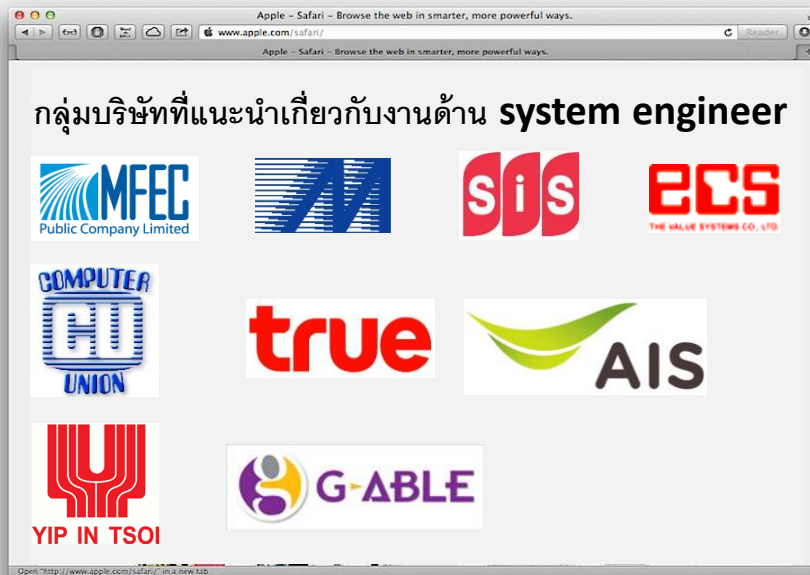 Apple – Safari – Browse the web in smarter, more powerful ways.
www.apple.com/safari/
Reader
Apple – Safari – Browse the web in smarter, more powerful ways.
กลุ่มบริษัทที่แนะนำเกี่ยวกับงานด้าน system engineer
MFEC
Public Company Limited
M
SiS
ecs
THE VALUE SYSTEMS CO., LTD.
COMPUTER
CU
UNION
true
AIS
YIP IN TSOI
G-ABLE
Open "http://www.apple.com/safari/" in a new tab